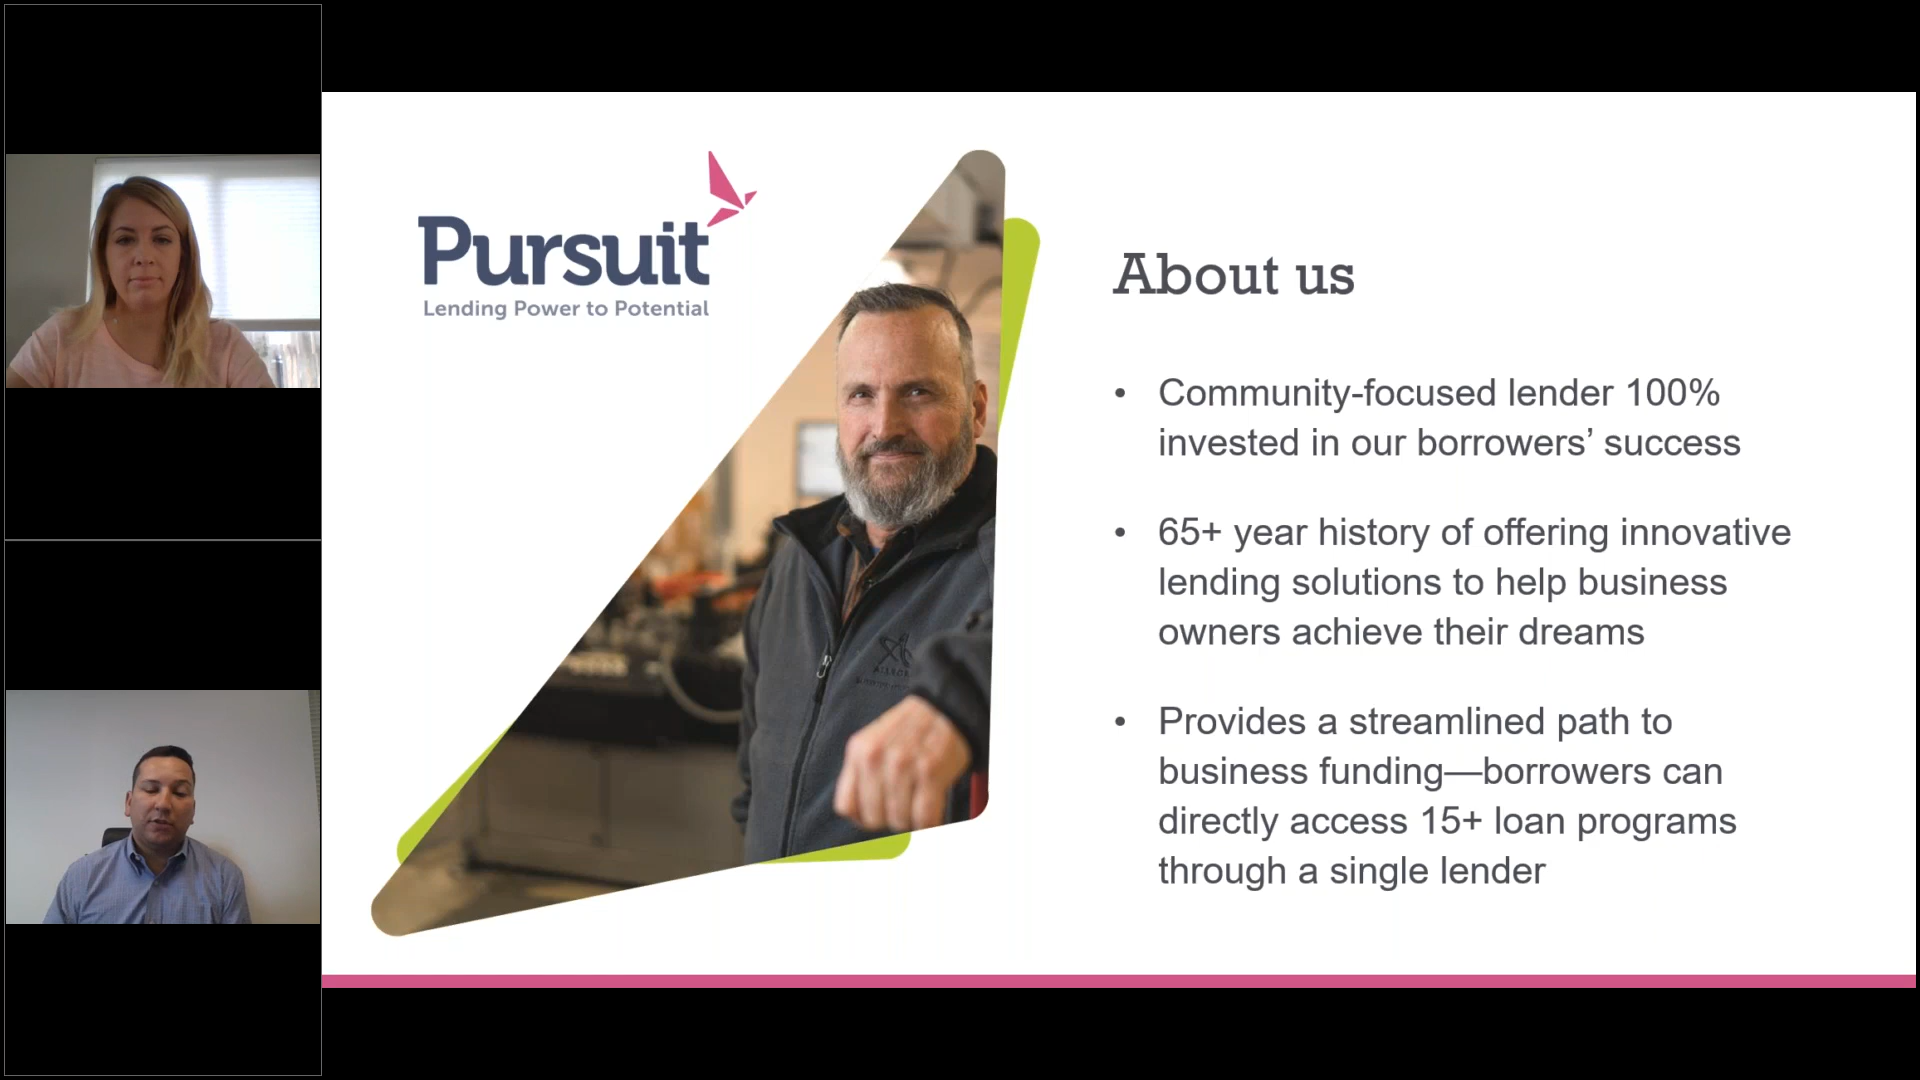 Pursuit
Lending Power to Potential
About us
• Community-focused lender 100%
invested in our borrowers’ success
• 65+ year history of offering innovative
lending solutions to help business
owners achieve their dreams
• Provides a streamlined path to
business funding—borrowers can
directly access 15+ loan programs
through a single lender